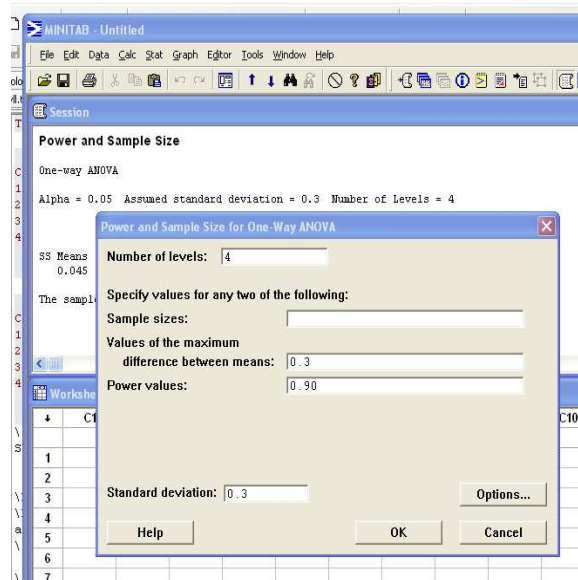 MINITAB - Untitled
File Edit Data Calc Stat Graph Editor Tools Window Help
Session
Power and Sample Size
One-way ANOVA
Alpha = 0.05 Assumed standard deviation = 0.3 Number of Levels = 4
Power and Sample Size for One-Way ANOVA
SS Means
0.045
The sample
Number of levels: 4
Specify values for any two of the following:
Sample sizes:
Values of the maximum
difference between means: 0.3
Power values: 0.90
Standard deviation: 0.3
Options...
Help OK Cancel
Workshe
C1 C10
1
2
3
4
5
6
7